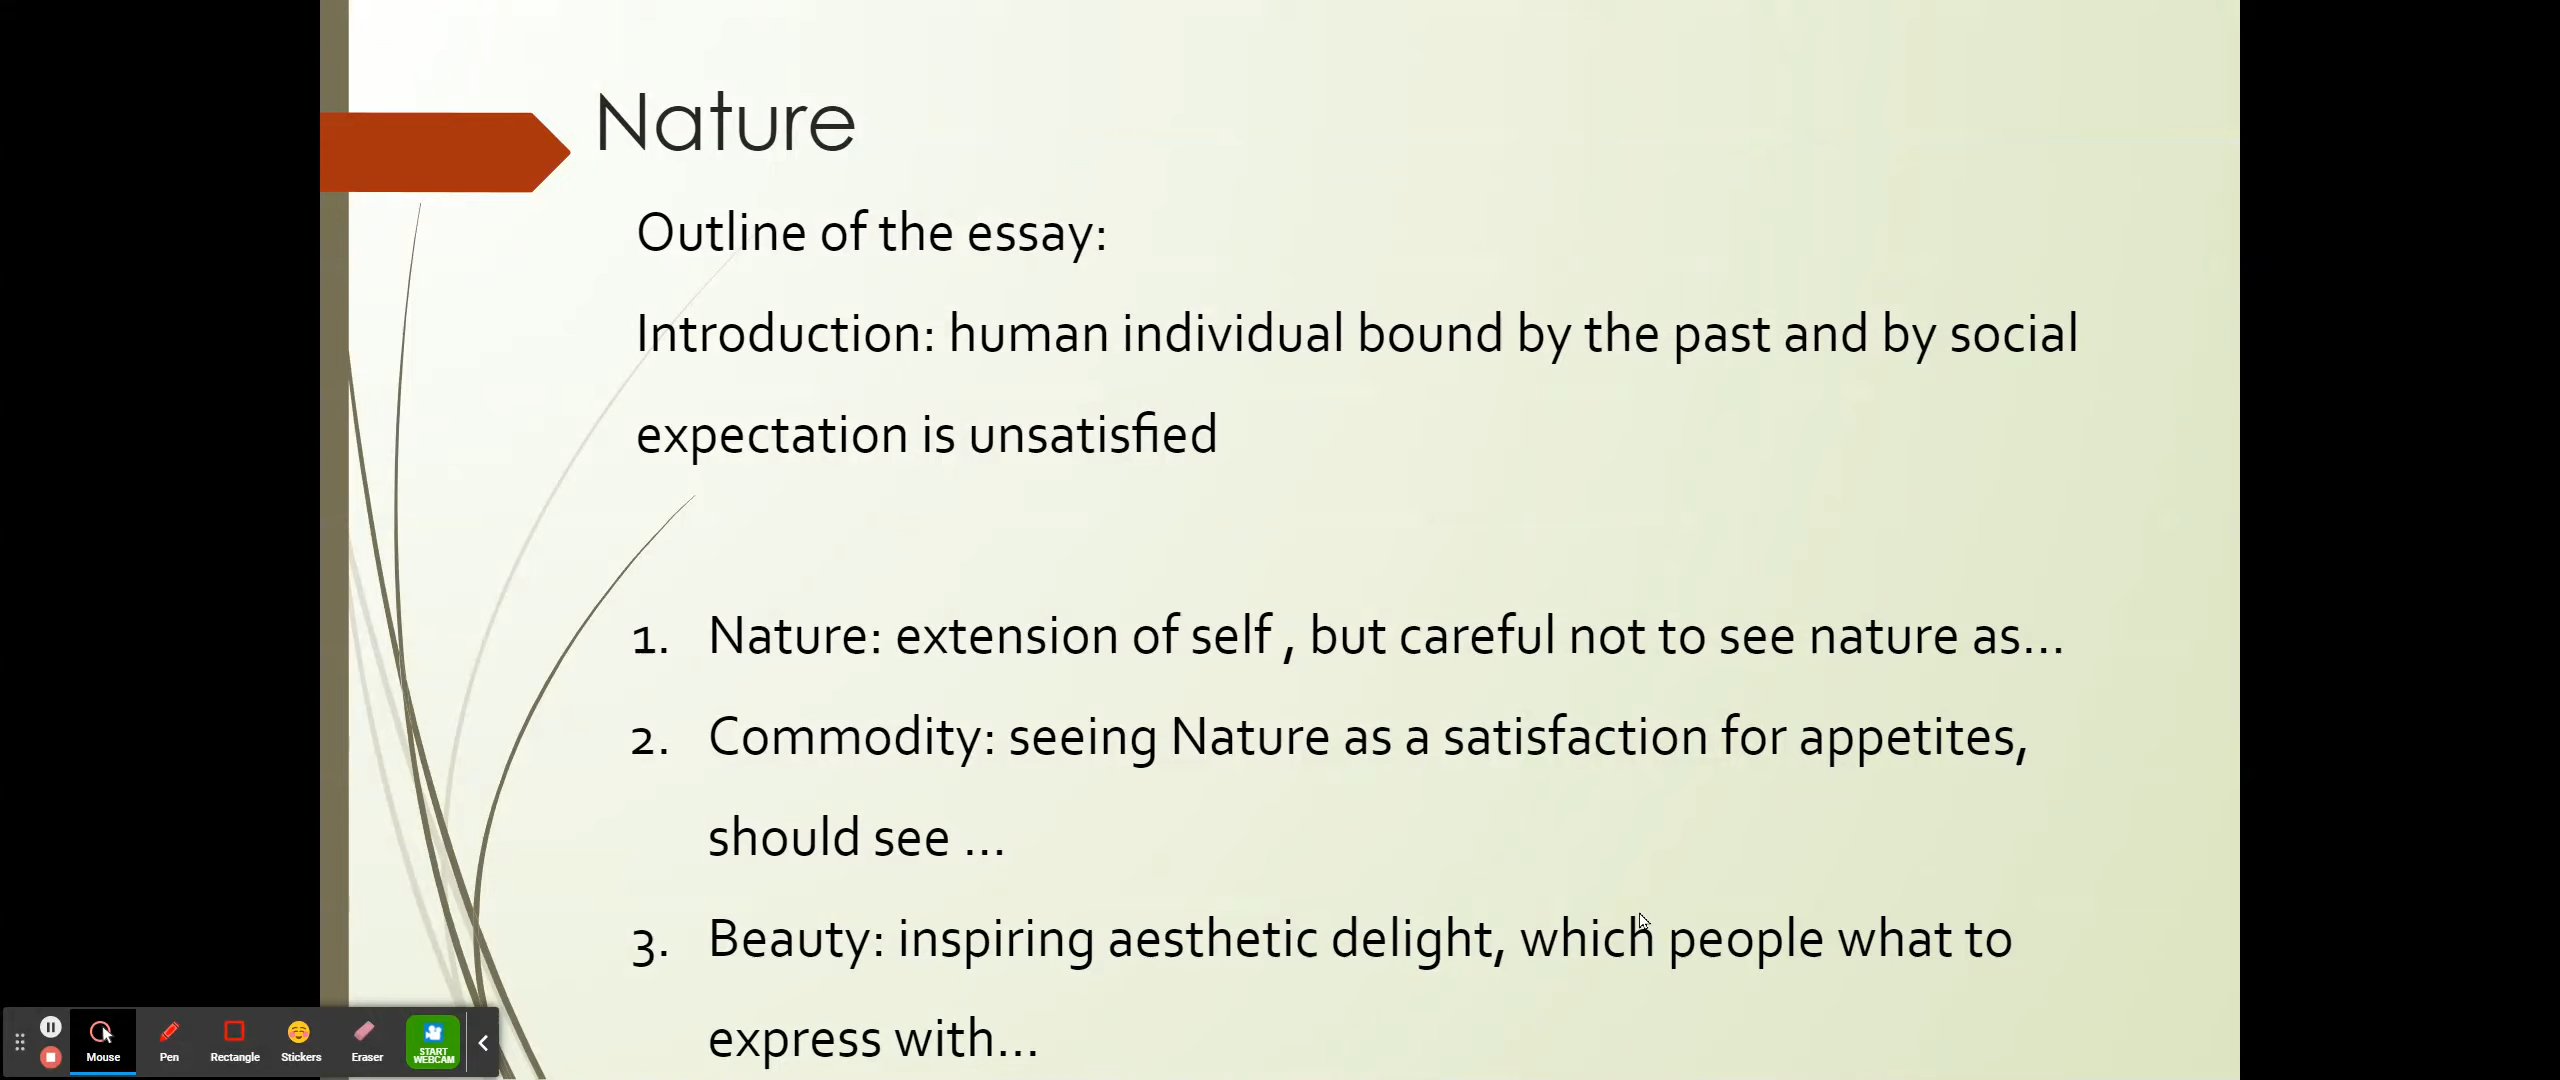 Nature
Outline of the essay:
Introduction: human individual bound by the past and by social
expectation is unsatisfied
1. Nature: extension of self , but careful not to see nature as...
2. Commodity: seeing Nature as a satisfaction for appetites,
should see ...
3. Beauty: inspiring aesthetic delight, which people what to
express with...
Mouse Pen Rectangle Stickers Eraser START
WEBCAM